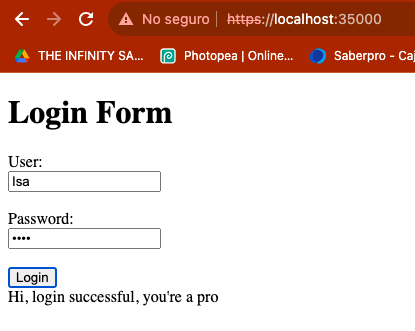 No seguro https://localhost:35000
THE INFINITY SA... Photopea | Online... Saberpro - Caj
Login Form
User:
Isa
Password:
••••
Login
Hi, login successful, you're a pro